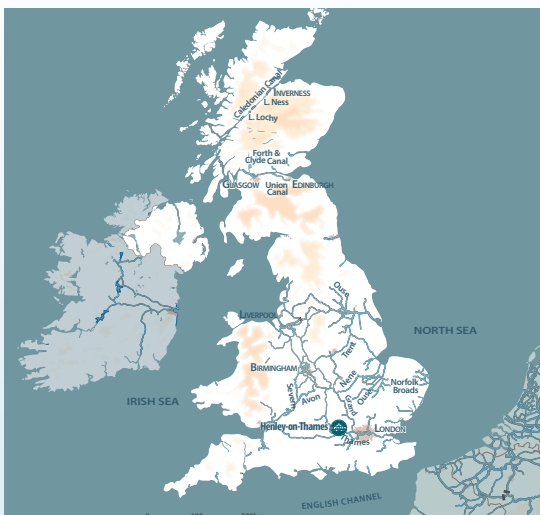 Caledonian Canal
INVERNESS
L. Ness
L. Lochy
Forth &
Clyde Canal
GLASGOW
Union
Canal
EDINBURGH
Ouse
LIVERPOOL
NORTH SEA
Trent
BIRMINGHAM
Nene
Norfolk
Broads
Severn
Avon
Grand
Ouse
IRISH SEA
Henley-on-Thames
LONDON
Thames
ENGLISH CHANNEL